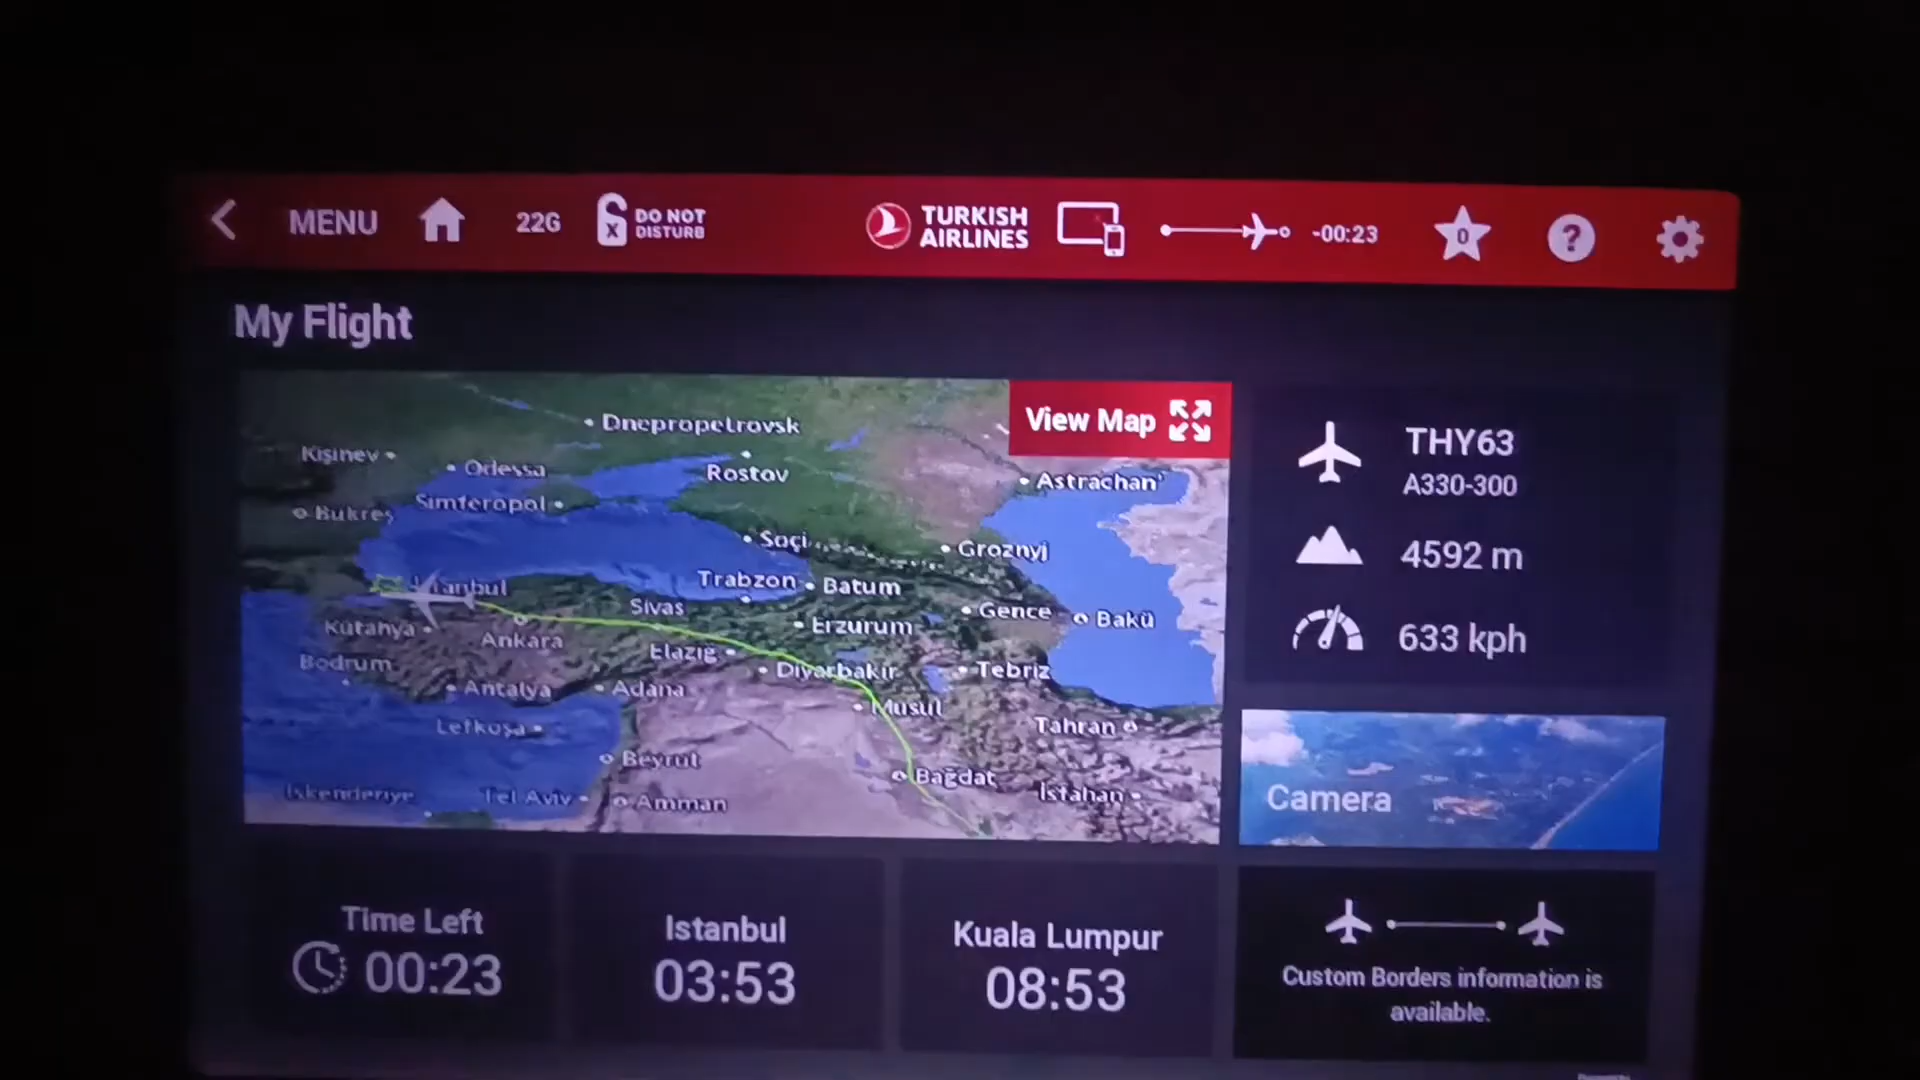 MENU
22G
X
DO NOT
DISTURB
TURKISH
AIRLINES
-00:23
0
?
My Flight
View Map
THY63
A330-300
4592 m
633 kph
Dnepropetrovsk
Kişinev
Odessa
Rostov
Astrachan'
Simferopol
Bukreş
Soçi
Groznyi
Trabzon
Batum
Sivas
Gence
Bakü
Kütahya
Ankara
Erzurum
Elazığ
Bodrum
Diyarbakır
Tebriz
Antalya
Adana
Musul
Lefkoşa
Tahran
Beyrut
Bağdat
İskenderiye
Tel Aviv
Amman
İsfahan
Camera
Time Left
00:23
Istanbul
03:53
Kuala Lumpur
08:53
Custom Borders information is
available.